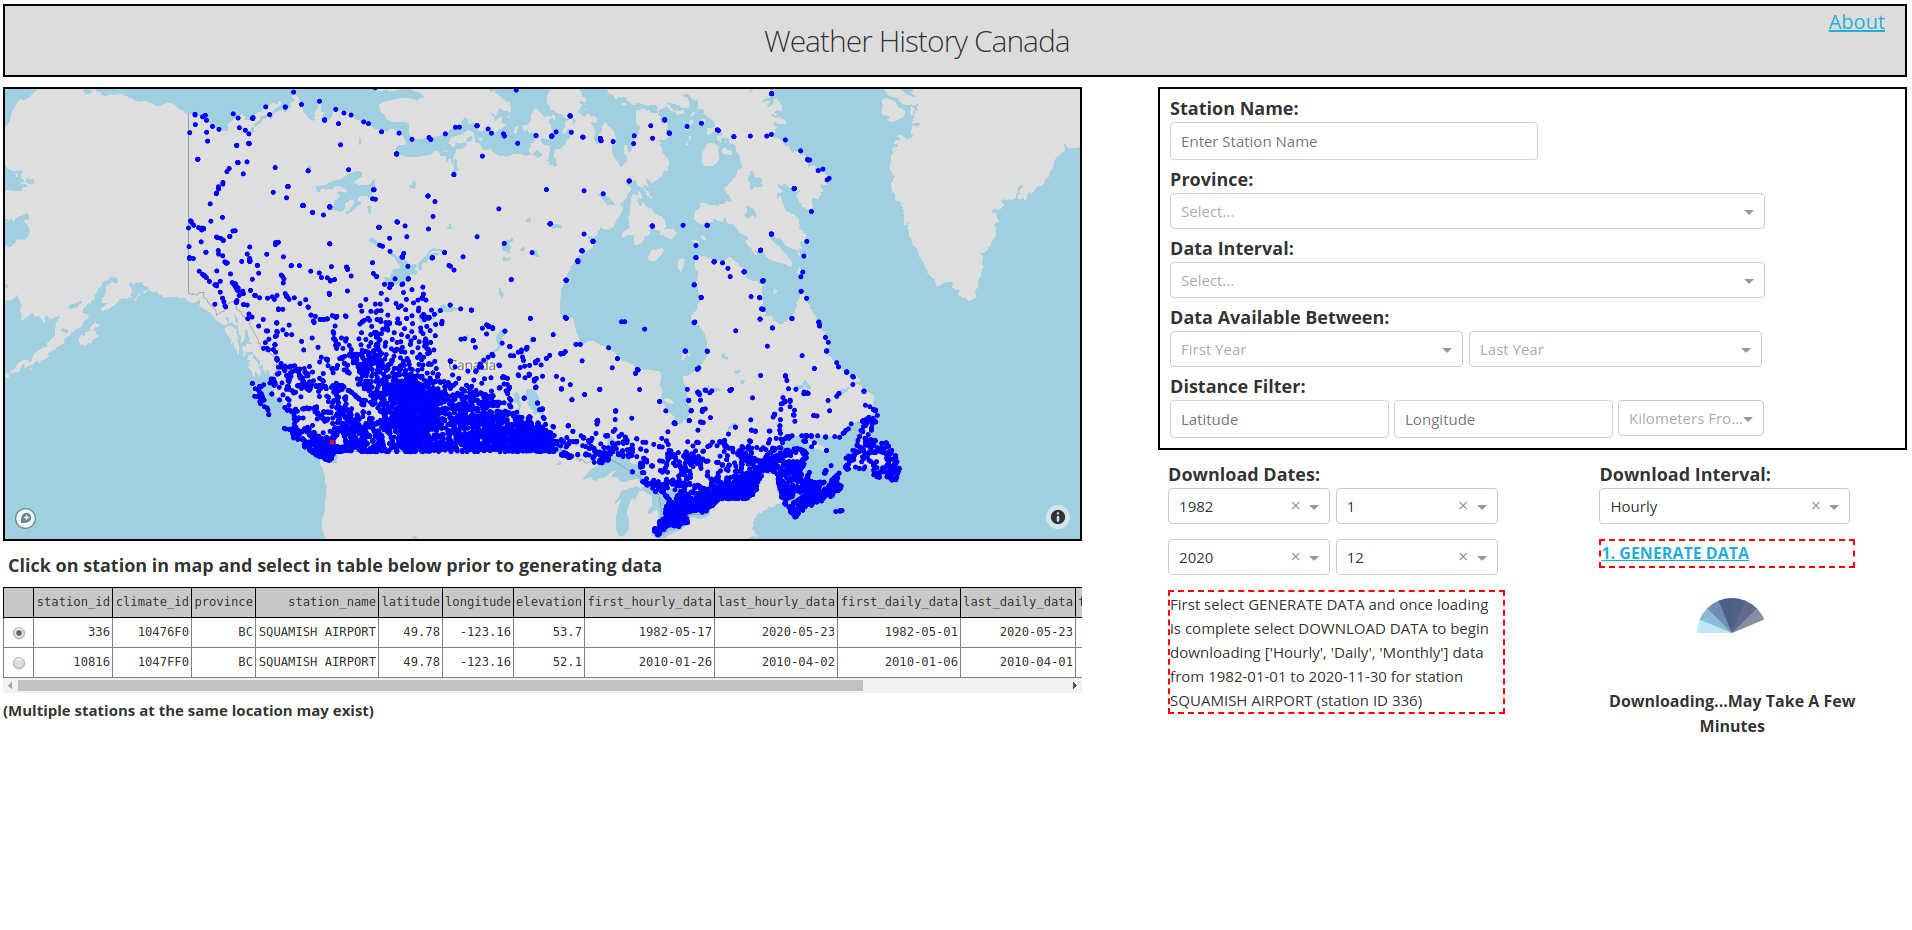 Weather History Canada
About
Canada
Click on station in map and select in table below prior to generating data
station_id climate_id province station_name latitude longitude elevation first_hourly_data last_hourly_data first_daily_data last_daily_data
336 10476F0 BC SQUAMISH AIRPORT 49.78 -123.16 53.7 1982-05-17 2020-05-23 1982-05-01 2020-05-23
10816 1047FF0 BC SQUAMISH AIRPORT 49.78 -123.16 52.1 2010-01-26 2010-04-02 2010-01-06 2010-04-01
(Multiple stations at the same location may exist)
Station Name:
Enter Station Name
Province:
Select...
Data Interval:
Select...
Data Available Between:
First Year Last Year
Distance Filter:
Latitude Longitude Kilometers Fro...
Download Dates:
1982 × 1 ×
2020 × 12 ×
First select GENERATE DATA and once loading
is complete select DOWNLOAD DATA to begin
downloading ['Hourly', 'Daily', 'Monthly'] data
from 1982-01-01 to 2020-11-30 for station
SQUAMISH AIRPORT (station ID 336)
Download Interval:
Hourly ×
1. GENERATE DATA
Downloading...May Take A Few
Minutes